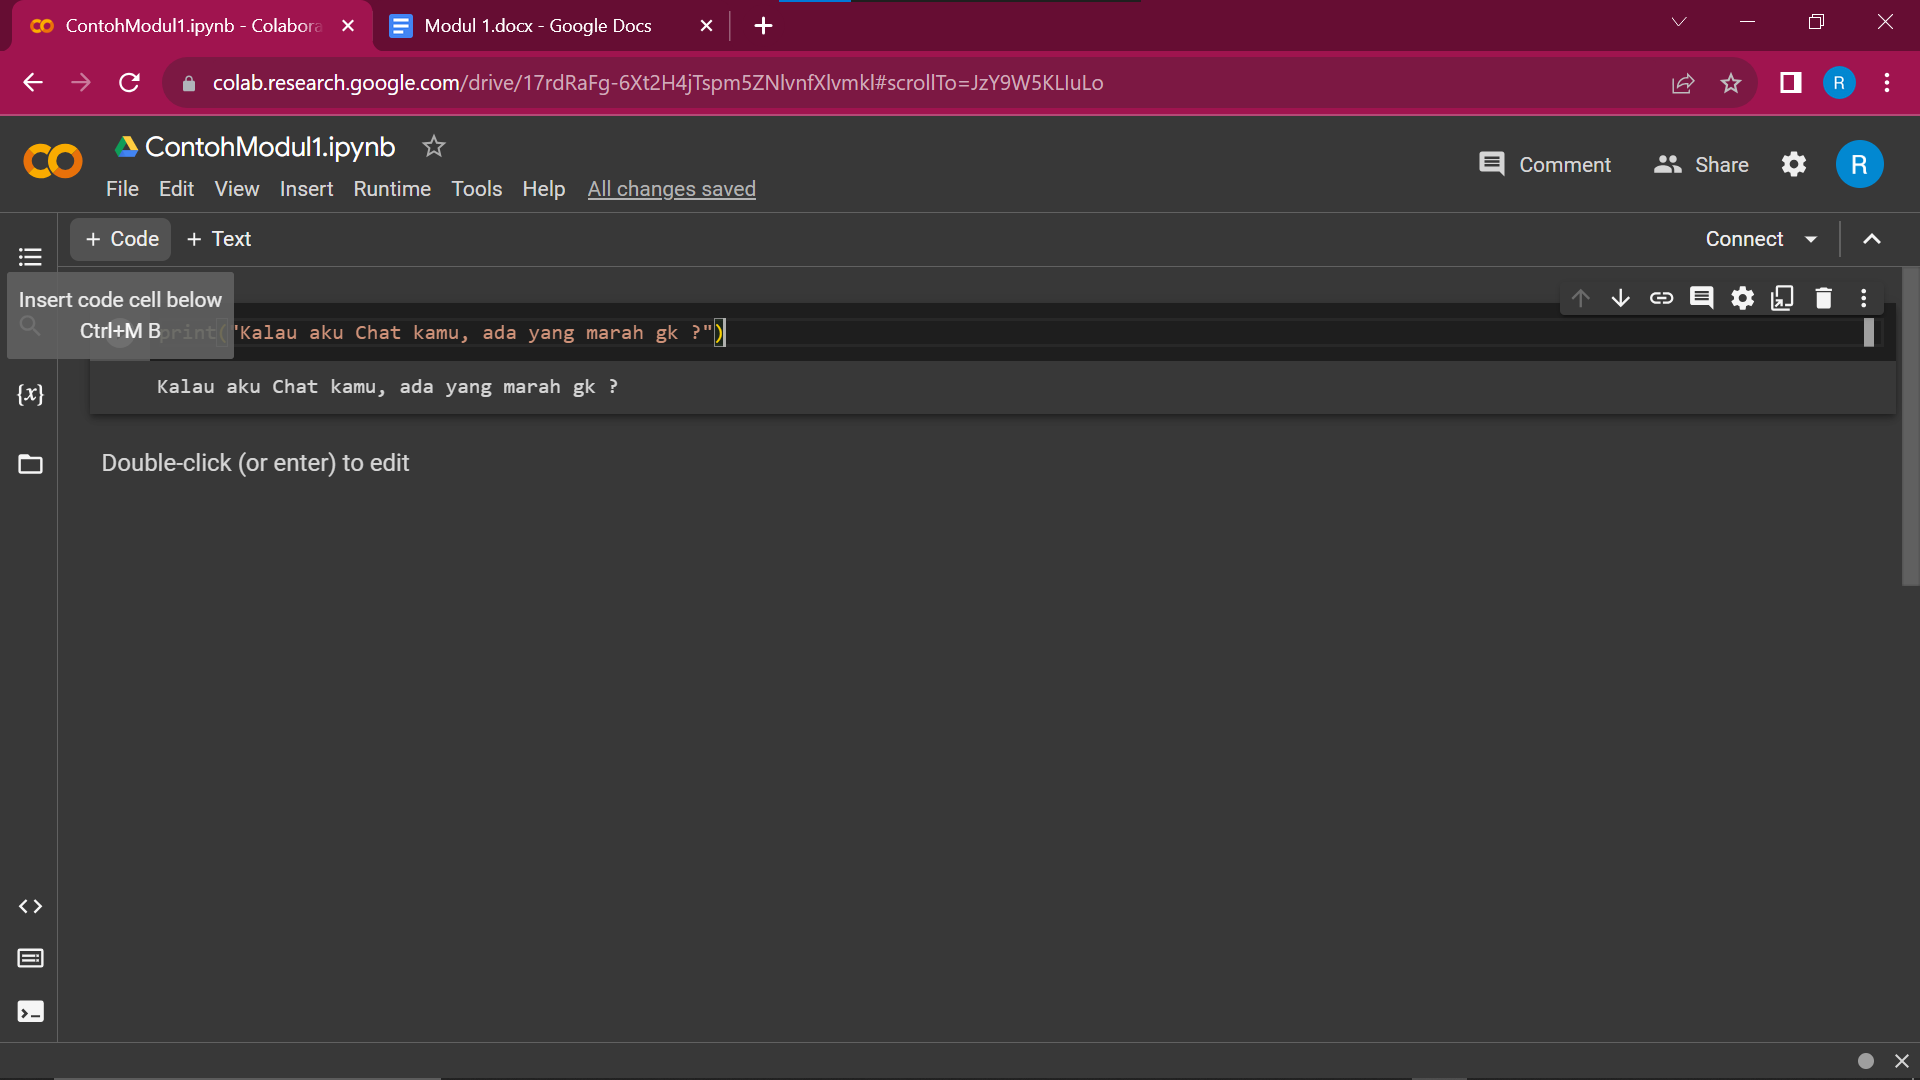 ContohModul1.ipynb - Colabora
Modul 1.docx - Google Docs
colab.research.google.com/drive/17rdRaFg-6Xt2H4jTspm5ZNlvnfXlvmkl#scrollTo=JzY9W5KLIuLo
R
ContohModul1.ipynb
Comment
Share
R
File Edit View Insert Runtime Tools Help All changes saved
+ Code + Text
Connect
Insert code cell below
Ctrl+M B
print("Kalau aku Chat kamu, ada yang marah gk ?")
Kalau aku Chat kamu, ada yang marah gk ?
{x}
Double-click (or enter) to edit